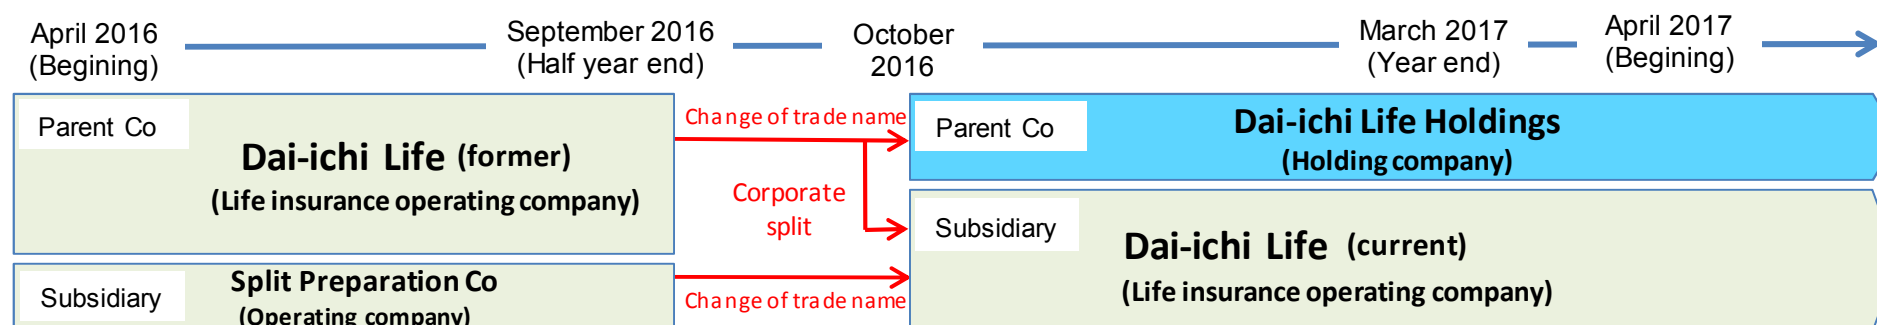 April 2016
(Begining)
September 2016
(Half year end)
October
2016
March 2017
(Year end)
April 2017
(Begining)
Parent Co
Dai-ichi Life (former)
(Life insurance operating company)
Change of trade name
Corporate
split
Parent Co
Dai-ichi Life Holdings
(Holding company)
Subsidiary
Dai-ichi Life (current)
(Life insurance operating company)
Subsidiary
Split Preparation Co
(Operating company)
Change of trade name